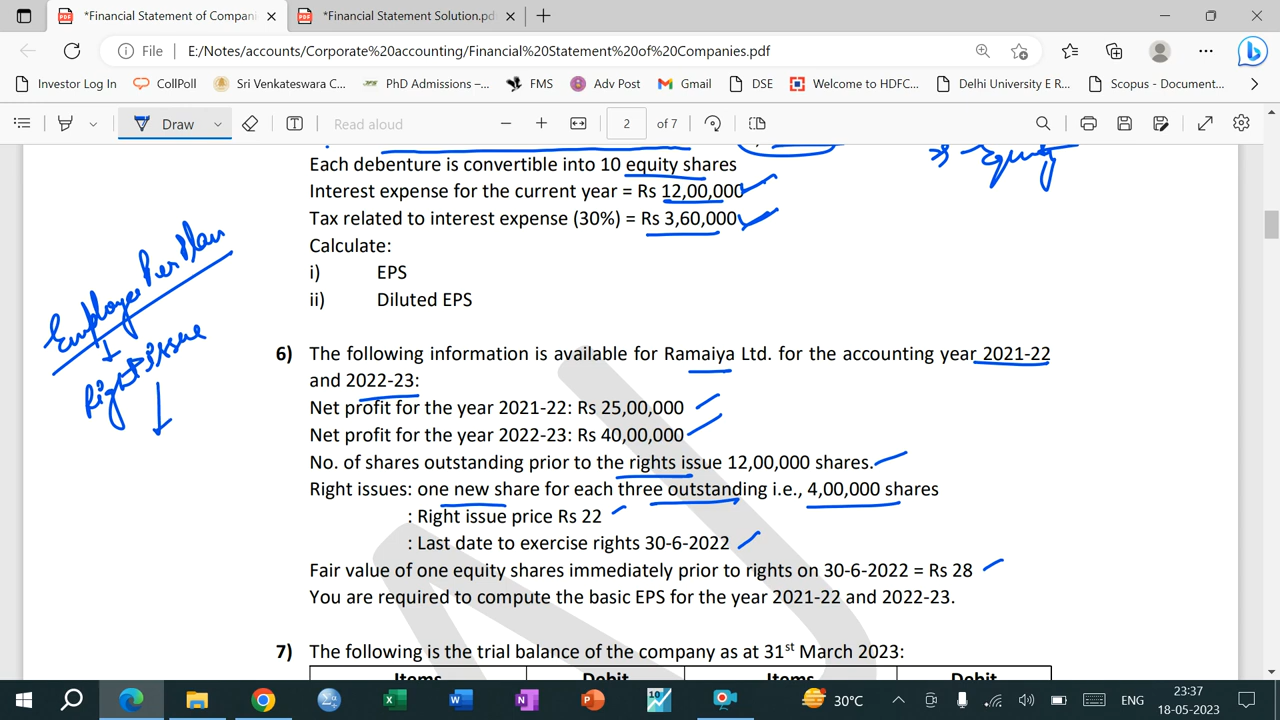 *Financial Statement of Compani
*Financial Statement Solution.pd
File E:/Notes/accounts/Corporate%20accounting/Financial%20Statement%20of%20Companies.pdf
Investor Log In CollPoll Sri Venkateswara C... PhD Admissions –... FMS Adv Post Gmail DSE Welcome to HDFC... Delhi University E R... Scopus - Document...
Draw Read aloud 2 of 7
Equity
Each debenture is convertible into 10 equity shares
Interest expense for the current year = Rs 12,00,000
Tax related to interest expense (30%) = Rs 3,60,000
Calculate:
i) EPS
ii) Diluted EPS
Employee Per Plan
Right issue
6) The following information is available for Ramaiya Ltd. for the accounting year 2021-22
and 2022-23:
Net profit for the year 2021-22: Rs 25,00,000
Net profit for the year 2022-23: Rs 40,00,000
No. of shares outstanding prior to the rights issue 12,00,000 shares.
Right issues: one new share for each three outstanding i.e., 4,00,000 shares
: Right issue price Rs 22
: Last date to exercise rights 30-6-2022
Fair value of one equity shares immediately prior to rights on 30-6-2022 = Rs 28
You are required to compute the basic EPS for the year 2021-22 and 2022-23.
7) The following is the trial balance of the company as at 31st March 2023:
Items Debit Items Debit
30°C ENG 23:37
18-05-2023